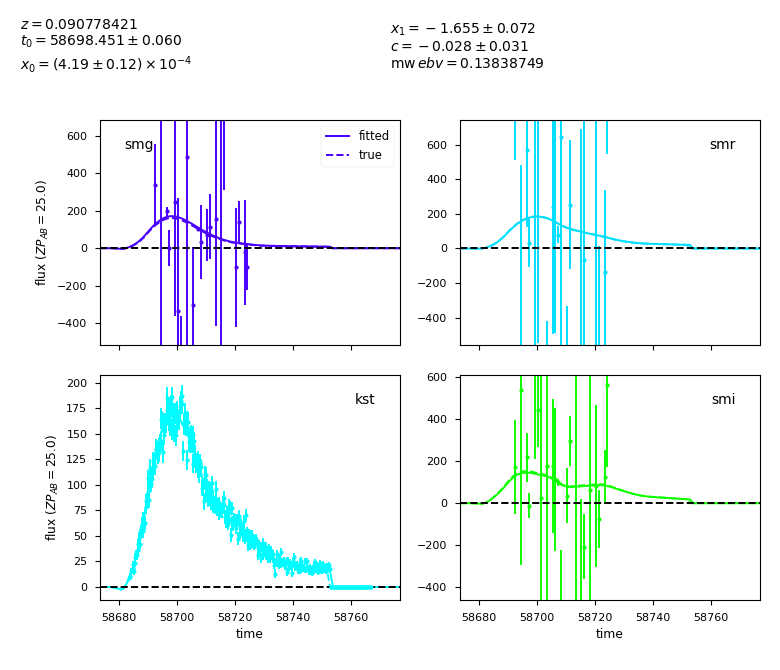 z = 0.090778421
t₀ = 58698.451 ± 0.060
x₀ = (4.19 ± 0.12) × 10⁻⁴
x₁ = −1.655 ± 0.072
c = −0.028 ± 0.031
mw ebv = 0.13838749
smg
fitted
true
flux (ZP_AB = 25.0)
600
400
200
0
−200
−400
smr
600
400
200
0
−200
−400
kst
flux (ZP_AB = 25.0)
200
175
150
125
100
75
50
25
0
58680 58700 58720 58740 58760
time
smi
600
400
200
0
−200
−400
58680 58700 58720 58740 58760
time